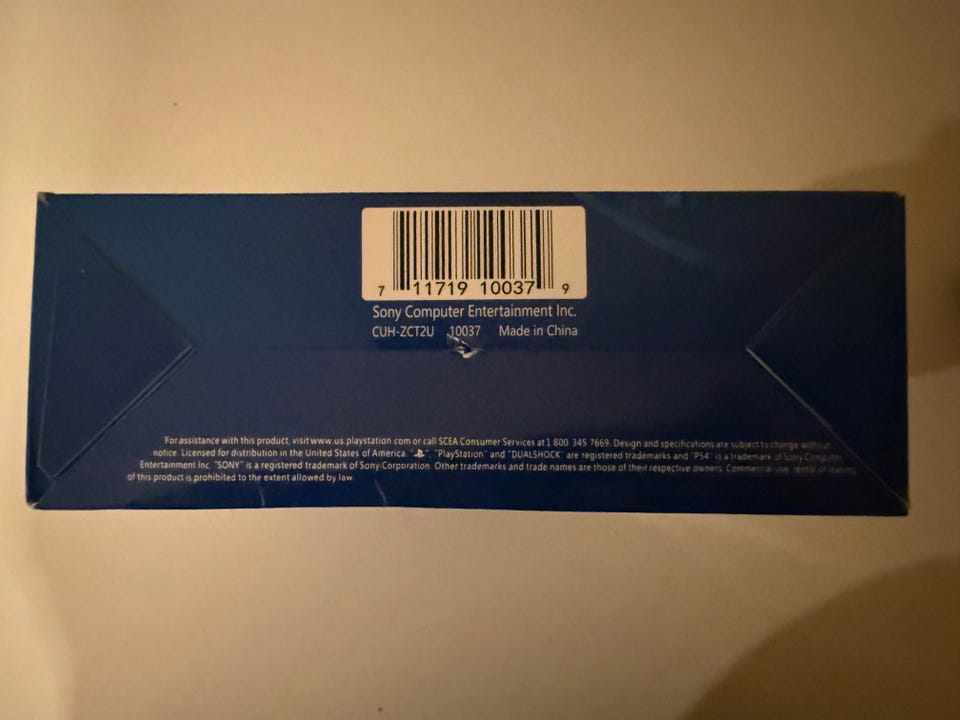 7 11719 10037 9
Sony Computer Entertainment Inc.
CUH-ZCT2U 10037 Made in China
For assistance with this product, visit www.us.playstation.com or call SCEA Consumer Services at 1 800 345 7669. Design and specifications are subject to change without
notice. Licensed for distribution in the United States of America. " ", "PlayStation" and "DUALSHOCK" are registered trademarks and "PS4" is a trademark of Sony Computer
Entertainment Inc. "SONY" is a registered trademark of Sony Corporation. Other trademarks and trade names are those of their respective owners. Commercial use, rental or leasing
of this product is prohibited to the extent allowed by law.